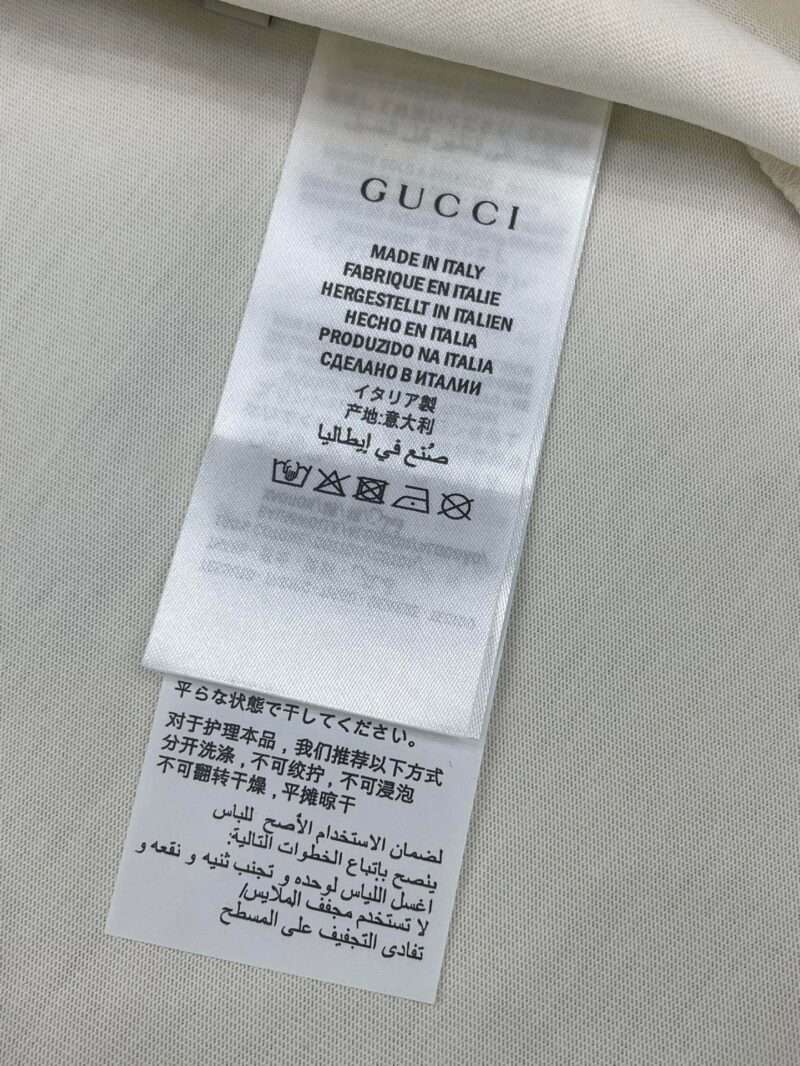 GUCCI
MADE IN ITALY
FABRIQUE EN ITALIE
HERGESTELLT IN ITALIEN
HECHO EN ITALIA
PRODUZIDO NA ITALIA
СДЕЛАНО В ИТАЛИИ
イタリア製
产地:意大利
صُنع في إيطاليا
平らな状態で干してください。
对于护理本品，我们推荐以下方式
分开洗涤，不可绞拧，不可浸泡
不可翻转干燥，平摊晾干
لضمان الاستخدام الأصح للباس
ينصح بإتباع الخطوات التالية:
اغسل اللباس لوحده و تجنب ثنيه و نقعه و
لا تستخدم مجفف الملابس/
تفادى التجفيف على المسطح